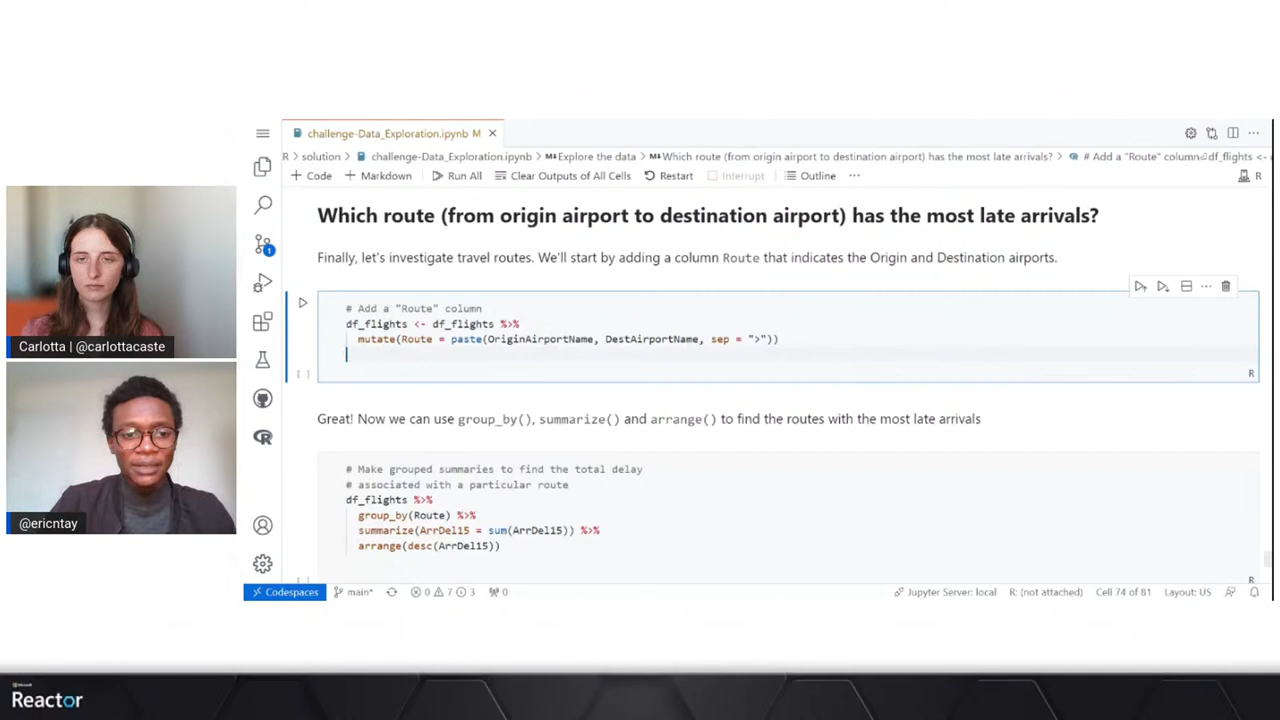 challenge-Data_Exploration.ipynb M
R > solution > challenge-Data_Exploration.ipynb > Explore the data > Which route (from origin airport to destination airport) has the most late arrivals? > # Add a "Route" column df_flights <-
+ Code + Markdown Run All Clear Outputs of All Cells Restart Interrupt Outline ··· R
Which route (from origin airport to destination airport) has the most late arrivals?
Finally, let's investigate travel routes. We'll start by adding a column Route that indicates the Origin and Destination airports.
# Add a "Route" column
df_flights <- df_flights %>%
mutate(Route = paste(OriginAirportName, DestAirportName, sep = ">"))
[ ] R
Great! Now we can use group_by(), summarize() and arrange() to find the routes with the most late arrivals
# Make grouped summaries to find the total delay
# associated with a particular route
df_flights %>%
group_by(Route) %>%
summarize(ArrDel15 = sum(ArrDel15)) %>%
arrange(desc(ArrDel15))
R
1
R
Codespaces main* 0 7 3 0 Jupyter Server: local R: (not attached) Cell 74 of 81 Layout: US
Carlotta | @carlottacaste
@ericntay
Microsoft
Reactor